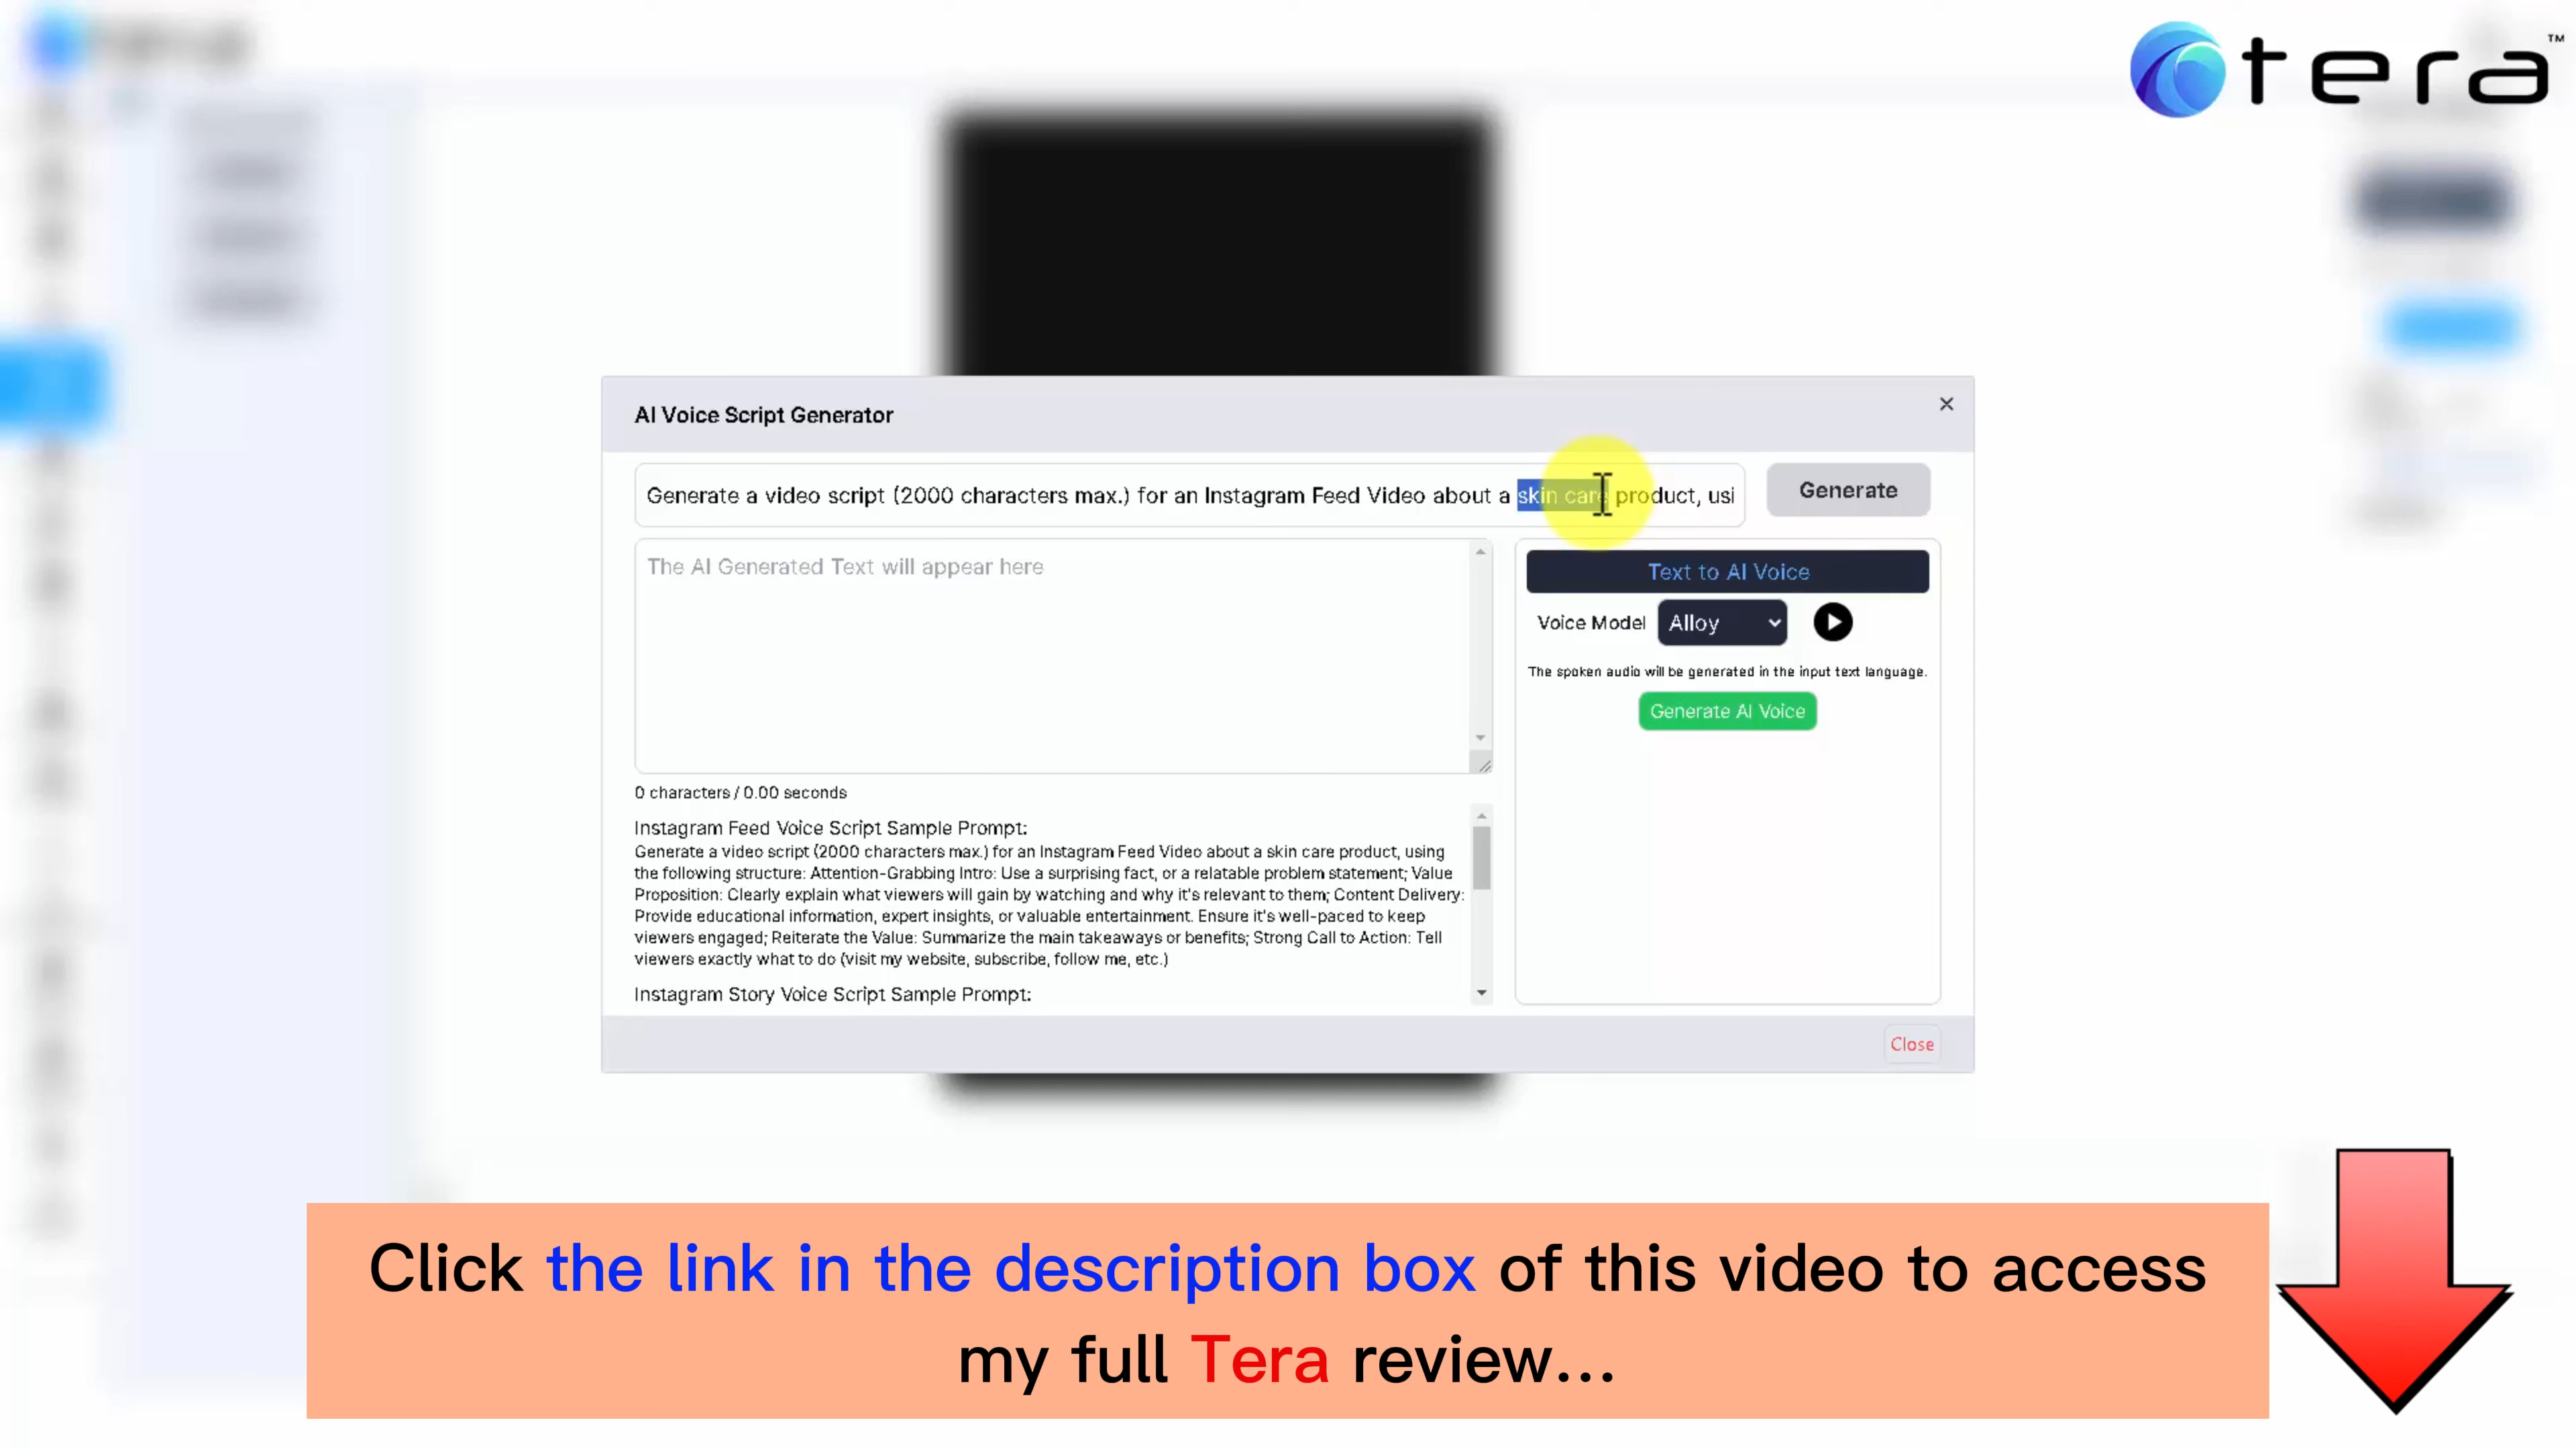 tera™
AI Voice Script Generator
×
Generate a video script (2000 characters max.) for an Instagram Feed Video about a skin care product, usi
Generate
The AI Generated Text will appear here
Text to AI Voice
Voice Model
Alloy
The spoken audio will be generated in the input text language.
Generate AI Voice
0 characters / 0.00 seconds
Instagram Feed Voice Script Sample Prompt:
Generate a video script (2000 characters max.) for an Instagram Feed Video about a skin care product, using
the following structure: Attention-Grabbing Intro: Use a surprising fact, or a relatable problem statement; Value
Proposition: Clearly explain what viewers will gain by watching and why it's relevant to them; Content Delivery:
Provide educational information, expert insights, or valuable entertainment. Ensure it's well-paced to keep
viewers engaged; Reiterate the Value: Summarize the main takeaways or benefits; Strong Call to Action: Tell
viewers exactly what to do (visit my website, subscribe, follow me, etc.)
Instagram Story Voice Script Sample Prompt:
Close
Click the link in the description box of this video to access
my full Tera review...